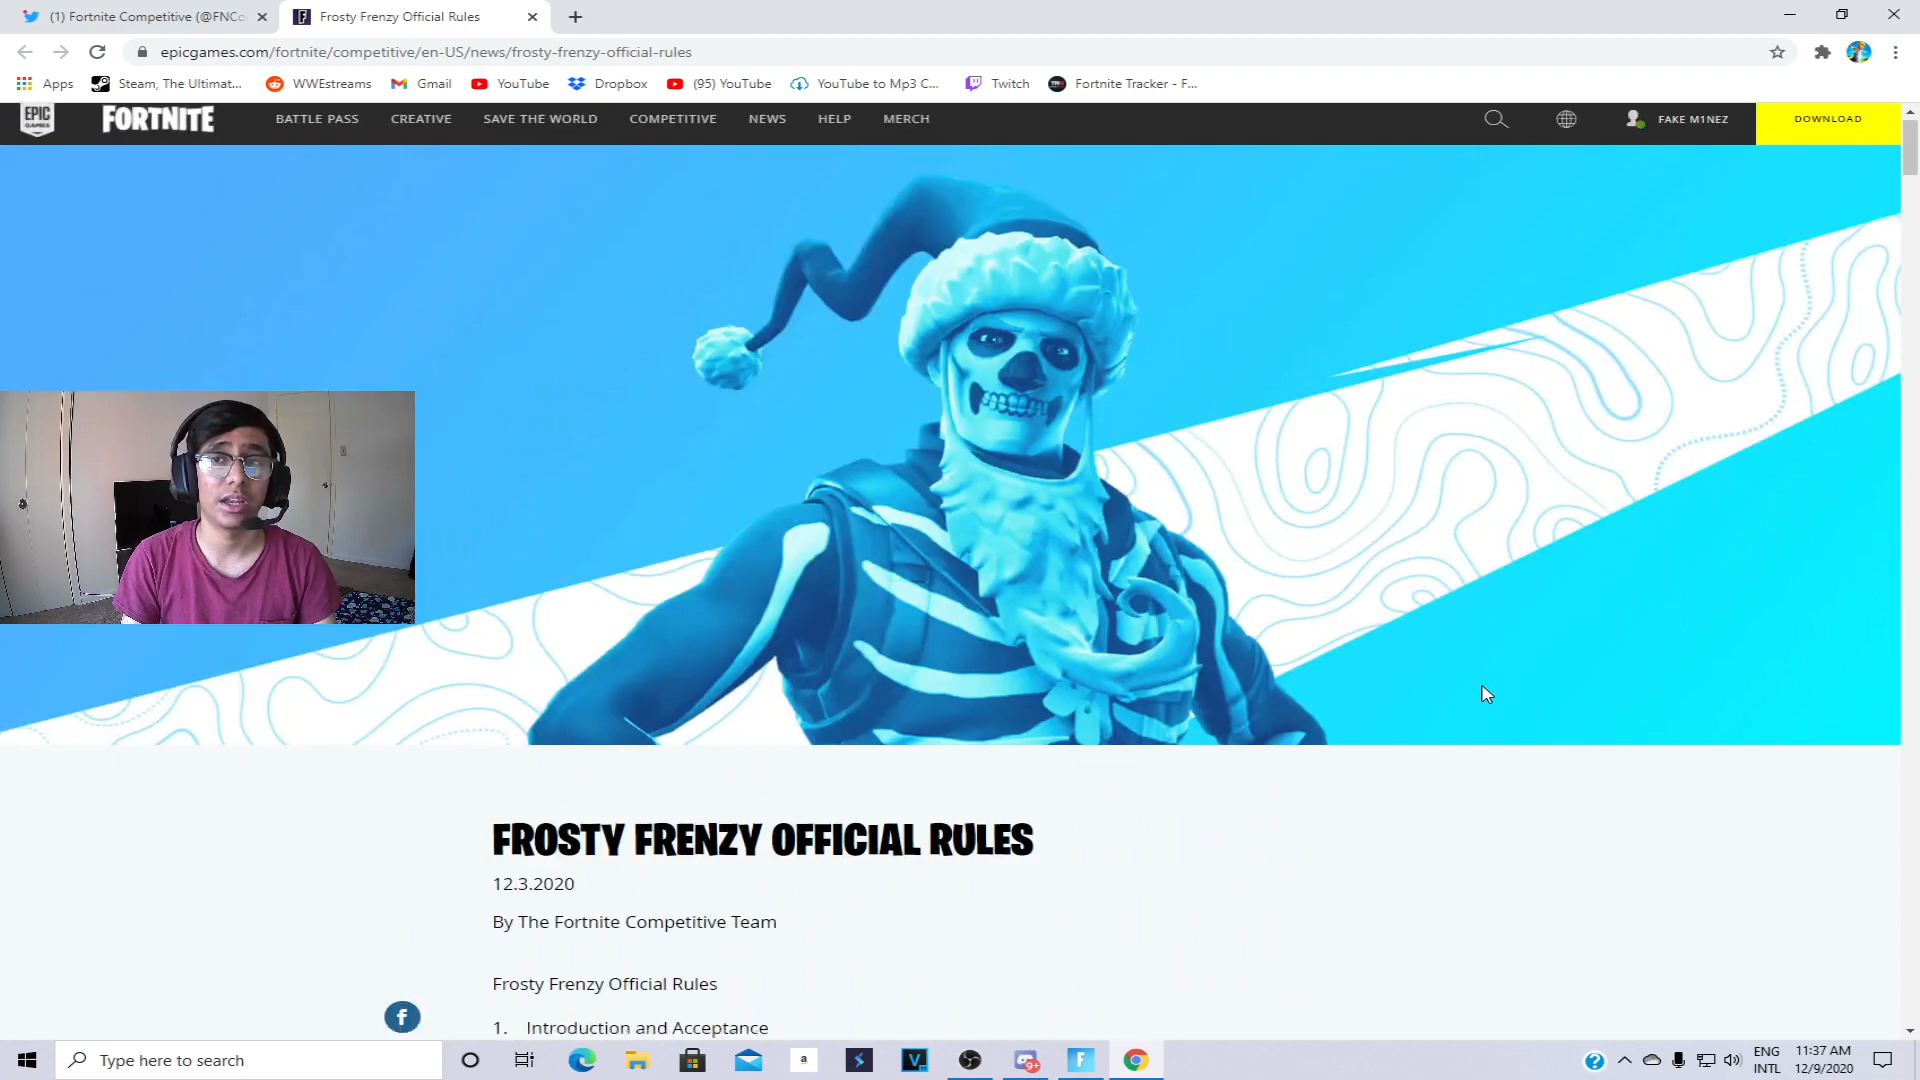 (1) Fortnite Competitive (@FNCo
Frosty Frenzy Official Rules
epicgames.com/fortnite/competitive/en-US/news/frosty-frenzy-official-rules
Apps
Steam, The Ultimat...
WWEstreams
Gmail
YouTube
Dropbox
(95) YouTube
YouTube to Mp3 C...
Twitch
Fortnite Tracker - F...
EPIC GAMES
FORTNITE
BATTLE PASS
CREATIVE
SAVE THE WORLD
COMPETITIVE
NEWS
HELP
MERCH
FAKE M1NEZ
DOWNLOAD
FROSTY FRENZY OFFICIAL RULES
12.3.2020
By The Fortnite Competitive Team
Frosty Frenzy Official Rules
1. Introduction and Acceptance
Type here to search
9+
ENG
INTL
11:37 AM
12/9/2020